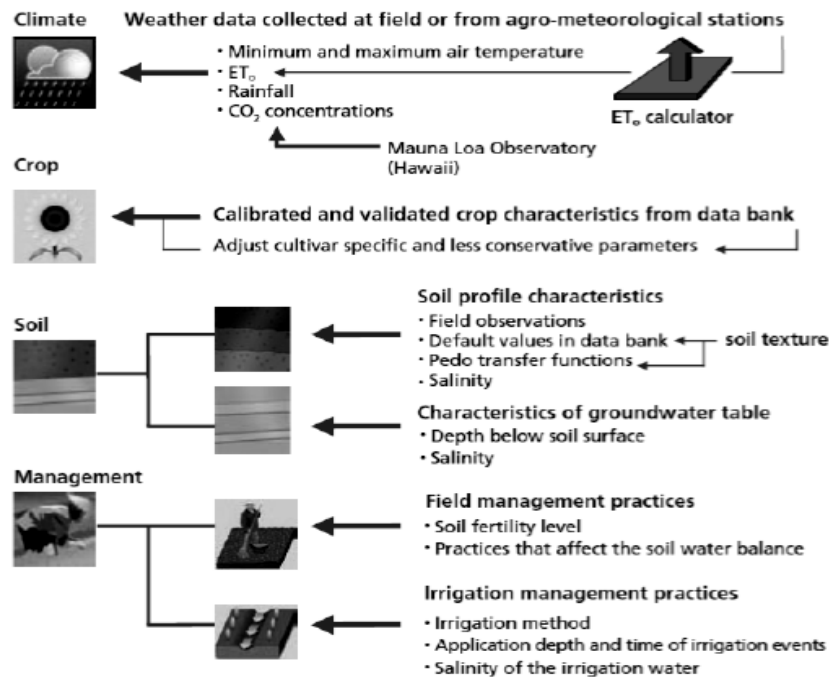 Climate
Weather data collected at field or from agro-meteorological stations
· Minimum and maximum air temperature
· ETₒ
· Rainfall
· CO₂ concentrations
ETₒ calculator
Mauna Loa Observatory
(Hawaii)
Crop
Calibrated and validated crop characteristics from data bank
Adjust cultivar specific and less conservative parameters
Soil
Soil profile characteristics
· Field observations
· Default values in data bank
soil texture
· Pedo transfer functions
· Salinity
Characteristics of groundwater table
· Depth below soil surface
· Salinity
Management
Field management practices
· Soil fertility level
· Practices that affect the soil water balance
Irrigation management practices
· Irrigation method
· Application depth and time of irrigation events
· Salinity of the irrigation water